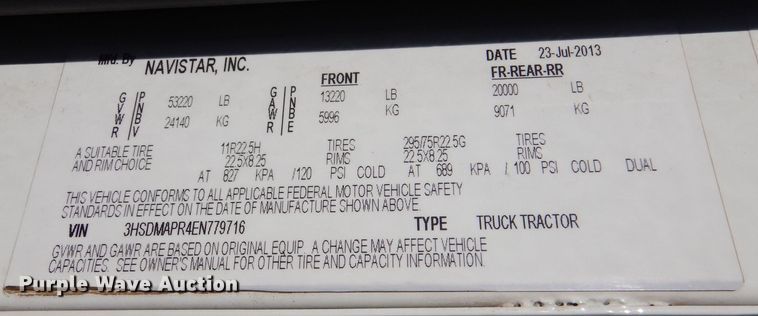 Mfd. By NAVISTAR, INC. DATE 23-Jul-2013
FRONT FR-REAR-RR
GVWR / PNBV 53220 LB GAWR / PNBE 13220 LB 20000 LB
24140 KG 5996 KG 9071 KG
A SUITABLE TIRE 11R22.5H TIRES 295/75R22.5G TIRES
AND RIM CHOICE 22.5X8.25 RIMS 22.5X8.25 RIMS
AT 827 KPA /120 PSI COLD AT 689 KPA / 100 PSI COLD DUAL
THIS VEHICLE CONFORMS TO ALL APPLICABLE FEDERAL MOTOR VEHICLE SAFETY
STANDARDS IN EFFECT ON THE DATE OF MANUFACTURE SHOWN ABOVE.
VIN 3HSDMAPR4EN779716 TYPE TRUCK TRACTOR
GVWR AND GAWR ARE BASED ON ORIGINAL EQUIP. A CHANGE MAY AFFECT VEHICLE
CAPACITIES. SEE OWNER'S MANUAL FOR OTHER TIRE AND CAPACITY INFORMATION.
Purple Wave Auction